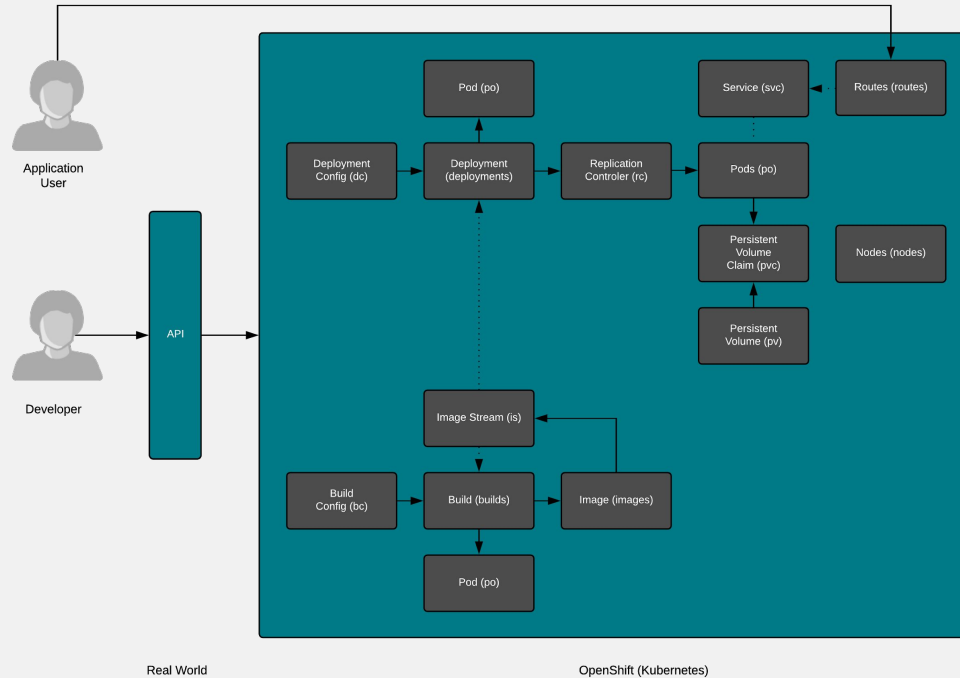 Pod (po)
Service (svc)
Routes (routes)
Application
User
Deployment
Config (dc)
Deployment
(deployments)
Replication
Controler (rc)
Pods (po)
Persistent
Volume
Claim (pvc)
Nodes (nodes)
API
Persistent
Volume (pv)
Developer
Image Stream (is)
Build
Config (bc)
Build (builds)
Image (images)
Pod (po)
Real World
OpenShift (Kubernetes)